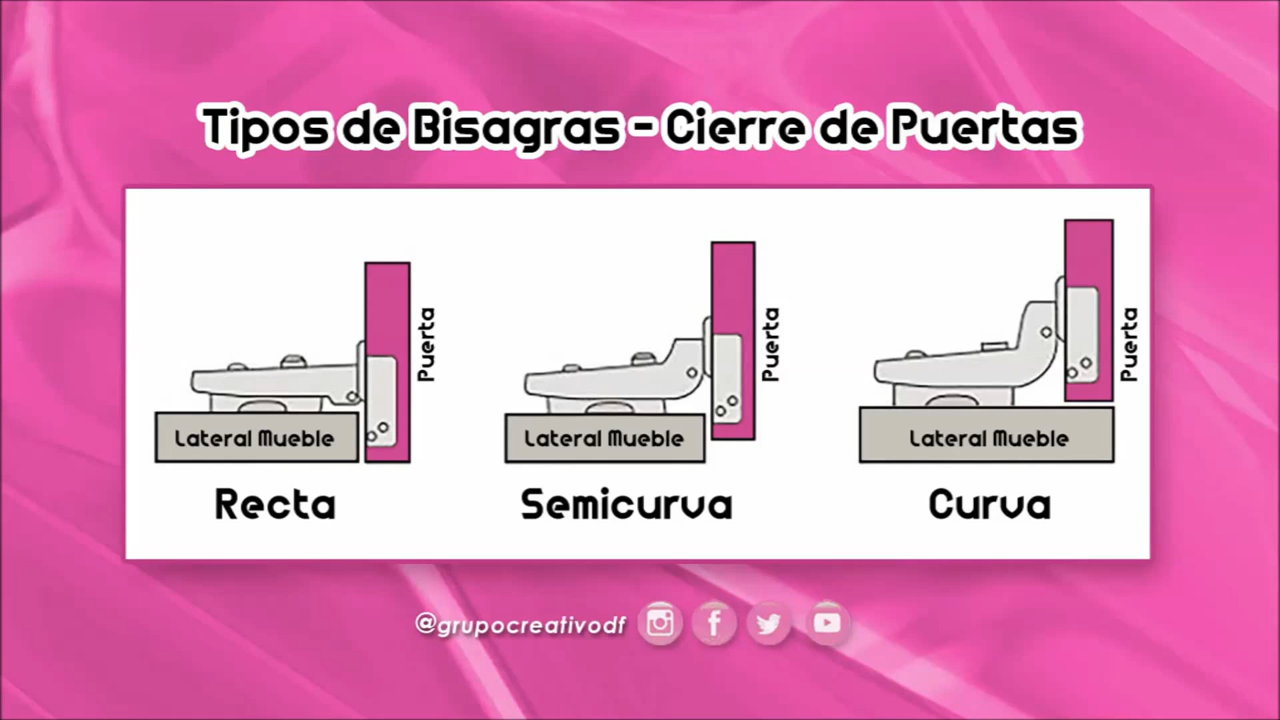 Tipos de Bisagras - Cierre de Puertas
Puerta
Lateral Mueble
Recta
Puerta
Lateral Mueble
Semicurva
Puerta
Lateral Mueble
Curva
@grupocreativodf